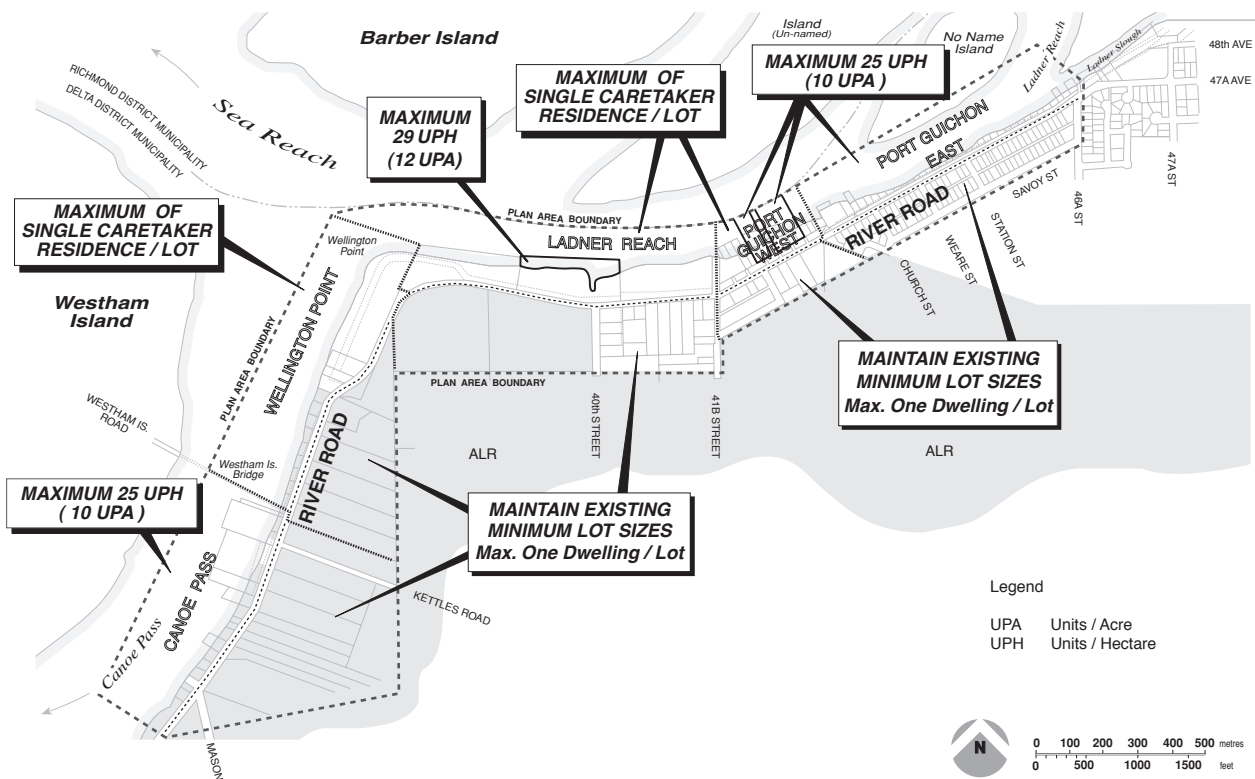 Barber Island
Island
(Un-named)
No Name
Island
Ladner Reach
Ladner Slough
48th AVE
47A AVE
RICHMOND DISTRICT MUNICIPALITY
DELTA DISTRICT MUNICIPALITY
Sea Reach
MAXIMUM OF
SINGLE CARETAKER
RESIDENCE / LOT
MAXIMUM 25 UPH
(10 UPA)
MAXIMUM
29 UPH
(12 UPA)
PORT GUICHON
EAST
47A ST
46A ST
SAVOY ST
STATION ST
WEARE ST
CHURCH ST
RIVER ROAD
MAXIMUM OF
SINGLE CARETAKER
RESIDENCE / LOT
PLAN AREA BOUNDARY
LADNER REACH
PORT
GUICHON
WEST
Wellington
Point
Westham
Island
PLAN AREA BOUNDARY
WELLINGTON POINT
MAINTAIN EXISTING
MINIMUM LOT SIZES
Max. One Dwelling / Lot
PLAN AREA BOUNDARY
40th STREET
41B STREET
WESTHAM IS.
ROAD
Westham Is.
Bridge
RIVER ROAD
ALR
ALR
MAXIMUM 25 UPH
( 10 UPA )
MAINTAIN EXISTING
MINIMUM LOT SIZES
Max. One Dwelling / Lot
CANOE PASS
Canoe Pass
KETTLES ROAD
MASON
Legend
UPA Units / Acre
UPH Units / Hectare
N
0 100 200 300 400 500 metres
0 500 1000 1500 feet